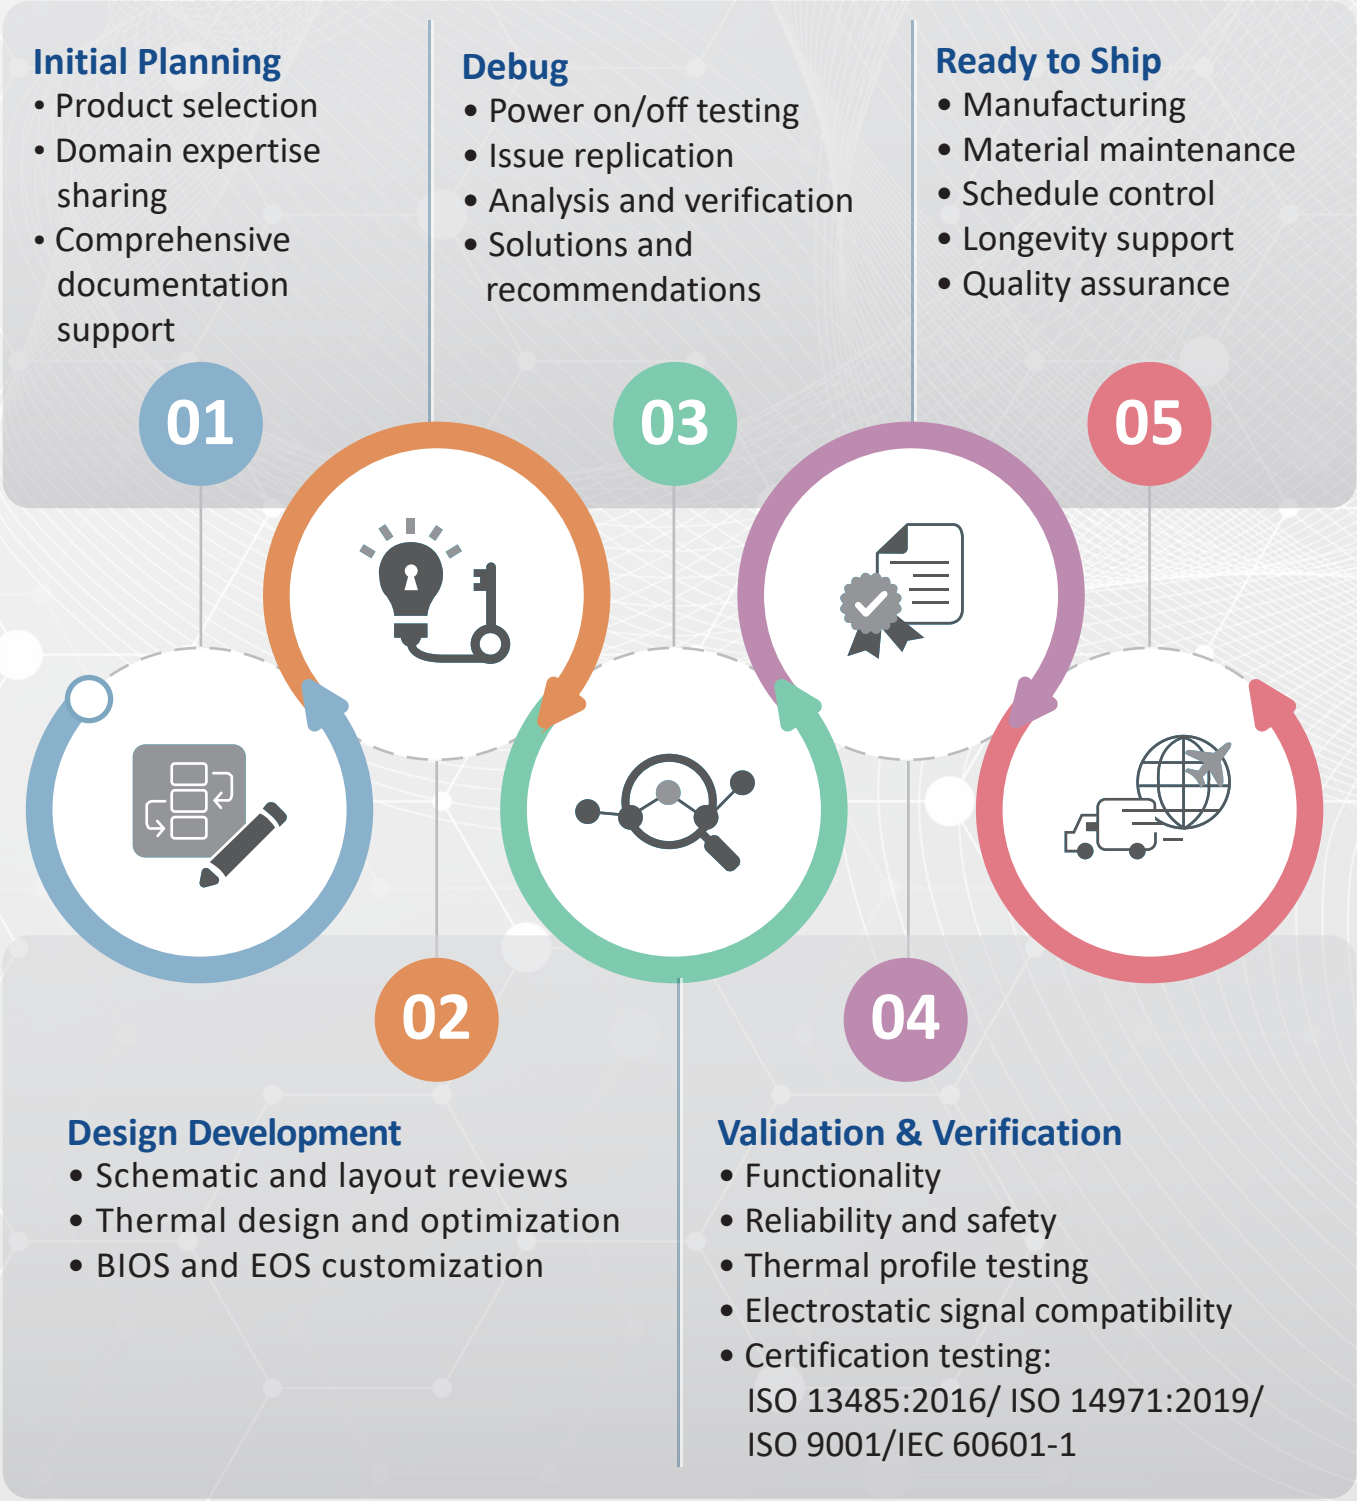 Initial Planning
• Product selection
• Domain expertise
sharing
• Comprehensive
documentation
support
01
Debug
• Power on/off testing
• Issue replication
• Analysis and verification
• Solutions and
recommendations
03
Ready to Ship
• Manufacturing
• Material maintenance
• Schedule control
• Longevity support
• Quality assurance
05
02
Design Development
• Schematic and layout reviews
• Thermal design and optimization
• BIOS and EOS customization
04
Validation & Verification
• Functionality
• Reliability and safety
• Thermal profile testing
• Electrostatic signal compatibility
• Certification testing:
ISO 13485:2016/ ISO 14971:2019/
ISO 9001/IEC 60601-1